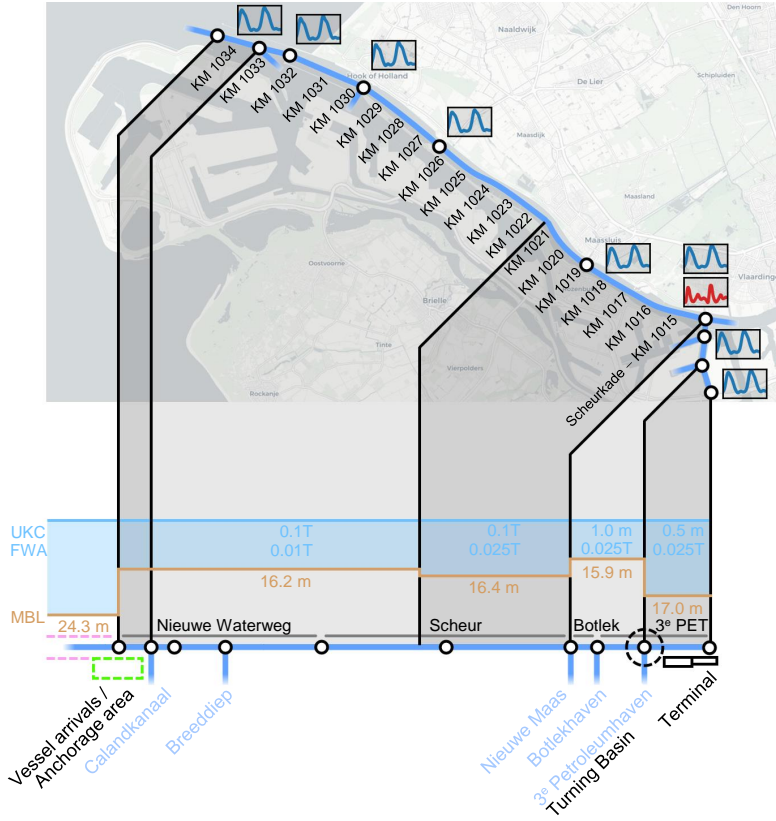 Den Hoorn
Naaldwijk
De Lier
Schipluiden
Hook of Holland
Maasdijk
Maasland
Maassluis
Vlaardingen
Oostvoorne
Brielle
Tinte
Vierpolders
Rockanje
KM 1034
KM 1033
KM 1032
KM 1031
KM 1030
KM 1029
KM 1028
KM 1027
KM 1026
KM 1025
KM 1024
KM 1023
KM 1022
KM 1021
KM 1020
KM 1019
KM 1018
KM 1017
KM 1016
Scheurkade – KM 1015
UKC 0.1T 0.1T 1.0 m 0.5 m
FWA 0.01T 0.025T 0.025T 0.025T
16.2 m 16.4 m 15.9 m
MBL 24.3 m 17.0 m
Nieuwe Waterweg Scheur Botlek 3e PET
Vessel arrivals /
Anchorage area
Calandkanaal
Breeddiep
Nieuwe Maas
Botlekhaven
3e Petroleumhaven
Turning Basin
Terminal